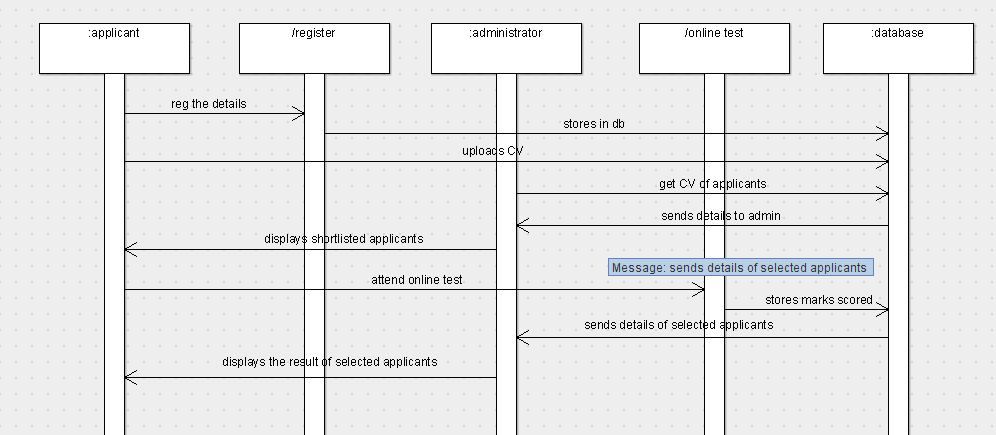 :applicant
/register
:administrator
/online test
:database
reg the details
stores in db
uploads CV
get CV of applicants
sends details to admin
displays shortlisted applicants
Message: sends details of selected applicants
attend online test
stores marks scored
sends details of selected applicants
displays the result of selected applicants